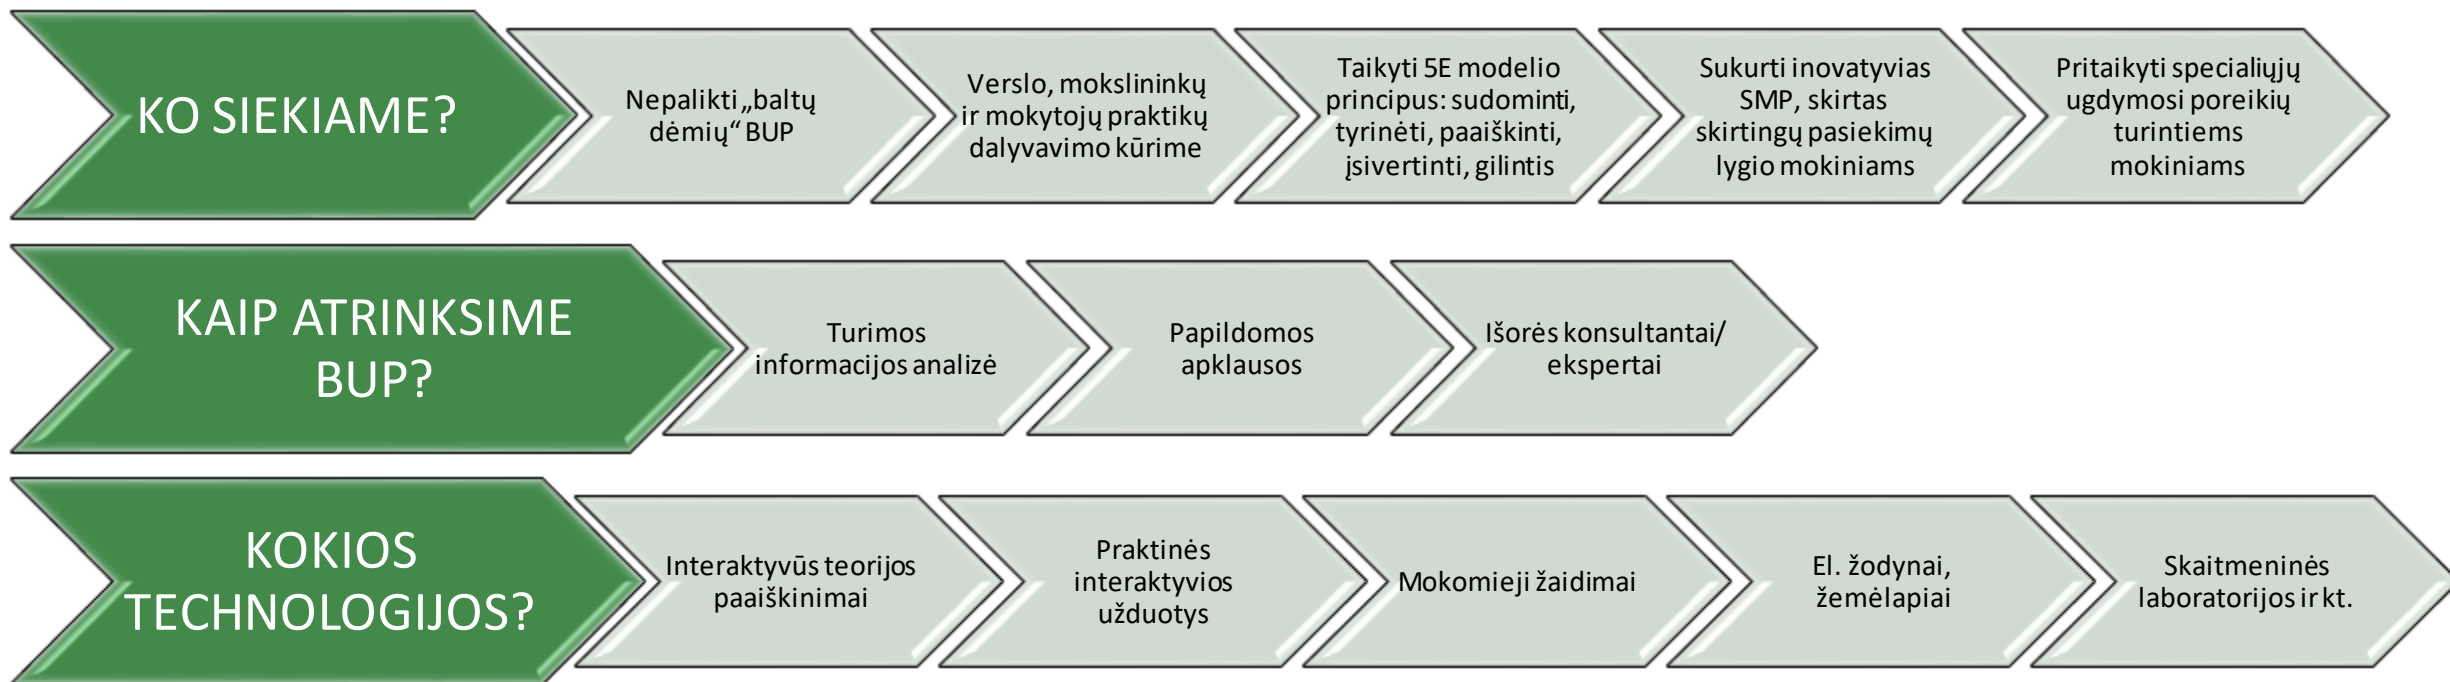 KO SIEKIAME?
Nepalikti „baltų
dėmių“ BUP
Verslo, mokslininkų
ir mokytojų praktikų
dalyvavimo kūrime
Taikyti 5E modelio
principus: sudominti,
tyrinėti, paaiškinti,
įsivertinti, gilintis
Sukurti inovatyvias
SMP, skirtas
skirtingų pasiekimų
lygio mokiniams
Pritaikyti specialiųjų
ugdymosi poreikių
turintiems
mokiniams
KAIP ATRINKSIME
BUP?
Turimos
informacijos analizė
Papildomos
apklausos
Išorės konsultantai/
ekspertai
KOKIOS
TECHNOLOGIJOS?
Interaktyvūs teorijos
paaiškinimai
Praktinės
interaktyvios
užduotys
Mokomieji žaidimai
El. žodynai,
žemėlapiai
Skaitmeninės
laboratorijos ir kt.